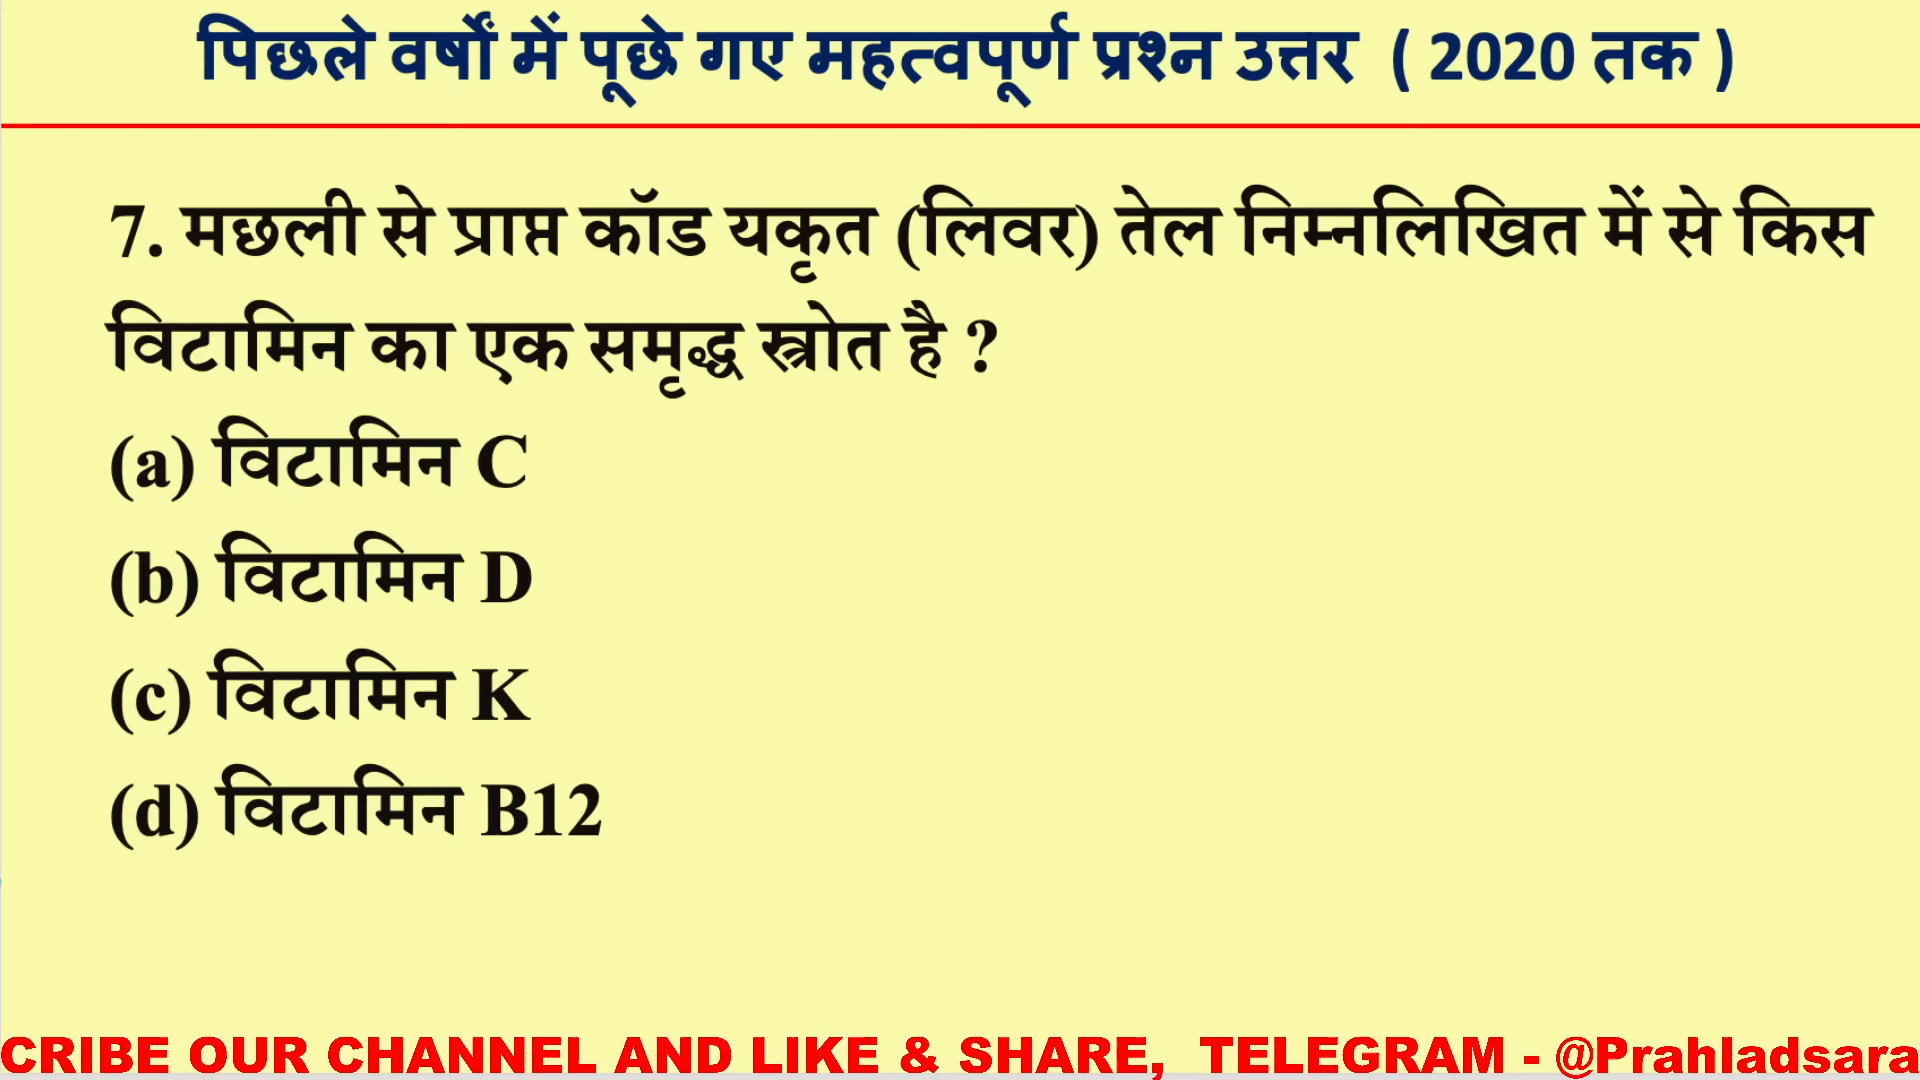 पिछले वर्षों में पूछे गए महत्वपूर्ण प्रश्न उत्तर ( 2020 तक )
7. मछली से प्राप्त कॉड यकृत (लिवर) तेल निम्नलिखित में से किस
विटामिन का एक समृद्ध स्त्रोत है ?
(a) विटामिन C
(b) विटामिन D
(c) विटामिन K
(d) विटामिन B12
CRIBE OUR CHANNEL AND LIKE & SHARE, TELEGRAM - @Prahladsara